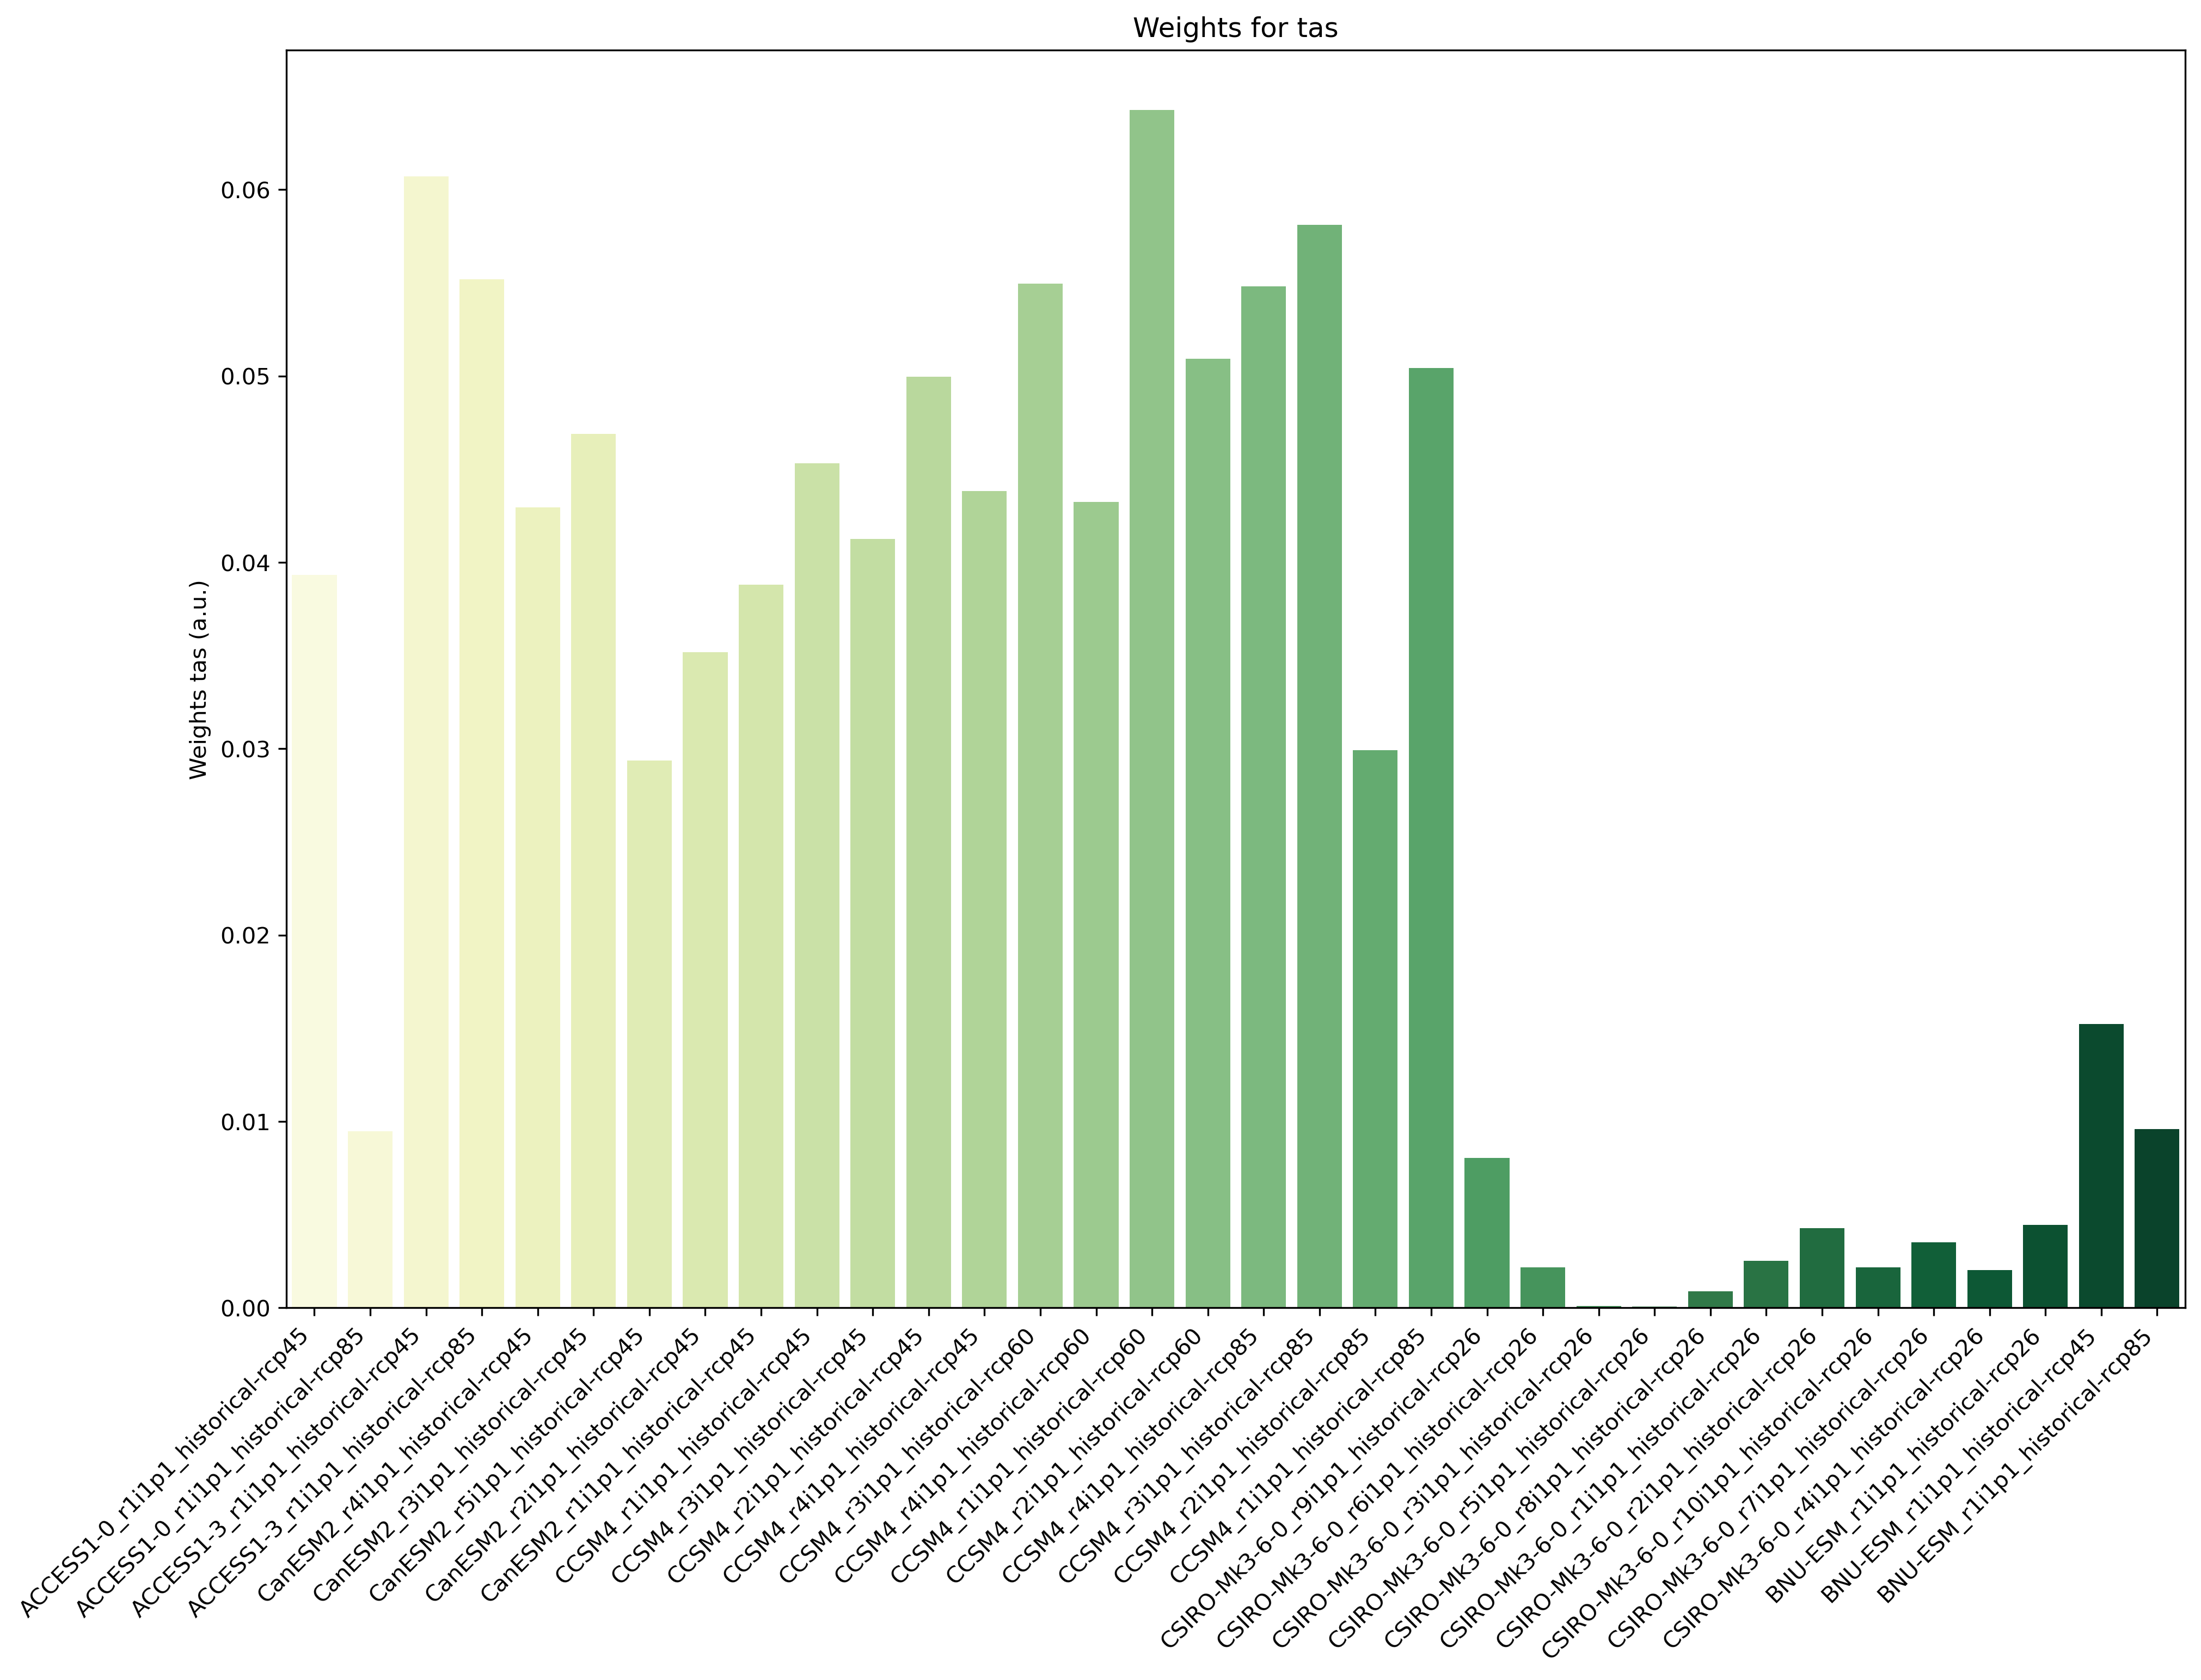 Weights for tas
Weights tas (a.u.)
0.06
0.05
0.04
0.03
0.02
0.01
0.00
ACCESS1-0_r1i1p1_historical-rcp45
ACCESS1-0_r1i1p1_historical-rcp85
ACCESS1-3_r1i1p1_historical-rcp45
ACCESS1-3_r1i1p1_historical-rcp85
CanESM2_r4i1p1_historical-rcp45
CanESM2_r3i1p1_historical-rcp45
CanESM2_r5i1p1_historical-rcp45
CanESM2_r2i1p1_historical-rcp45
CanESM2_r1i1p1_historical-rcp45
CCSM4_r1i1p1_historical-rcp45
CCSM4_r3i1p1_historical-rcp45
CCSM4_r2i1p1_historical-rcp45
CCSM4_r4i1p1_historical-rcp45
CCSM4_r3i1p1_historical-rcp60
CCSM4_r4i1p1_historical-rcp60
CCSM4_r1i1p1_historical-rcp60
CCSM4_r2i1p1_historical-rcp60
CCSM4_r4i1p1_historical-rcp85
CCSM4_r3i1p1_historical-rcp85
CCSM4_r2i1p1_historical-rcp85
CCSM4_r1i1p1_historical-rcp85
CSIRO-Mk3-6-0_r9i1p1_historical-rcp26
CSIRO-Mk3-6-0_r6i1p1_historical-rcp26
CSIRO-Mk3-6-0_r3i1p1_historical-rcp26
CSIRO-Mk3-6-0_r5i1p1_historical-rcp26
CSIRO-Mk3-6-0_r8i1p1_historical-rcp26
CSIRO-Mk3-6-0_r1i1p1_historical-rcp26
CSIRO-Mk3-6-0_r2i1p1_historical-rcp26
CSIRO-Mk3-6-0_r10i1p1_historical-rcp26
CSIRO-Mk3-6-0_r7i1p1_historical-rcp26
CSIRO-Mk3-6-0_r4i1p1_historical-rcp26
BNU-ESM_r1i1p1_historical-rcp26
BNU-ESM_r1i1p1_historical-rcp45
BNU-ESM_r1i1p1_historical-rcp85